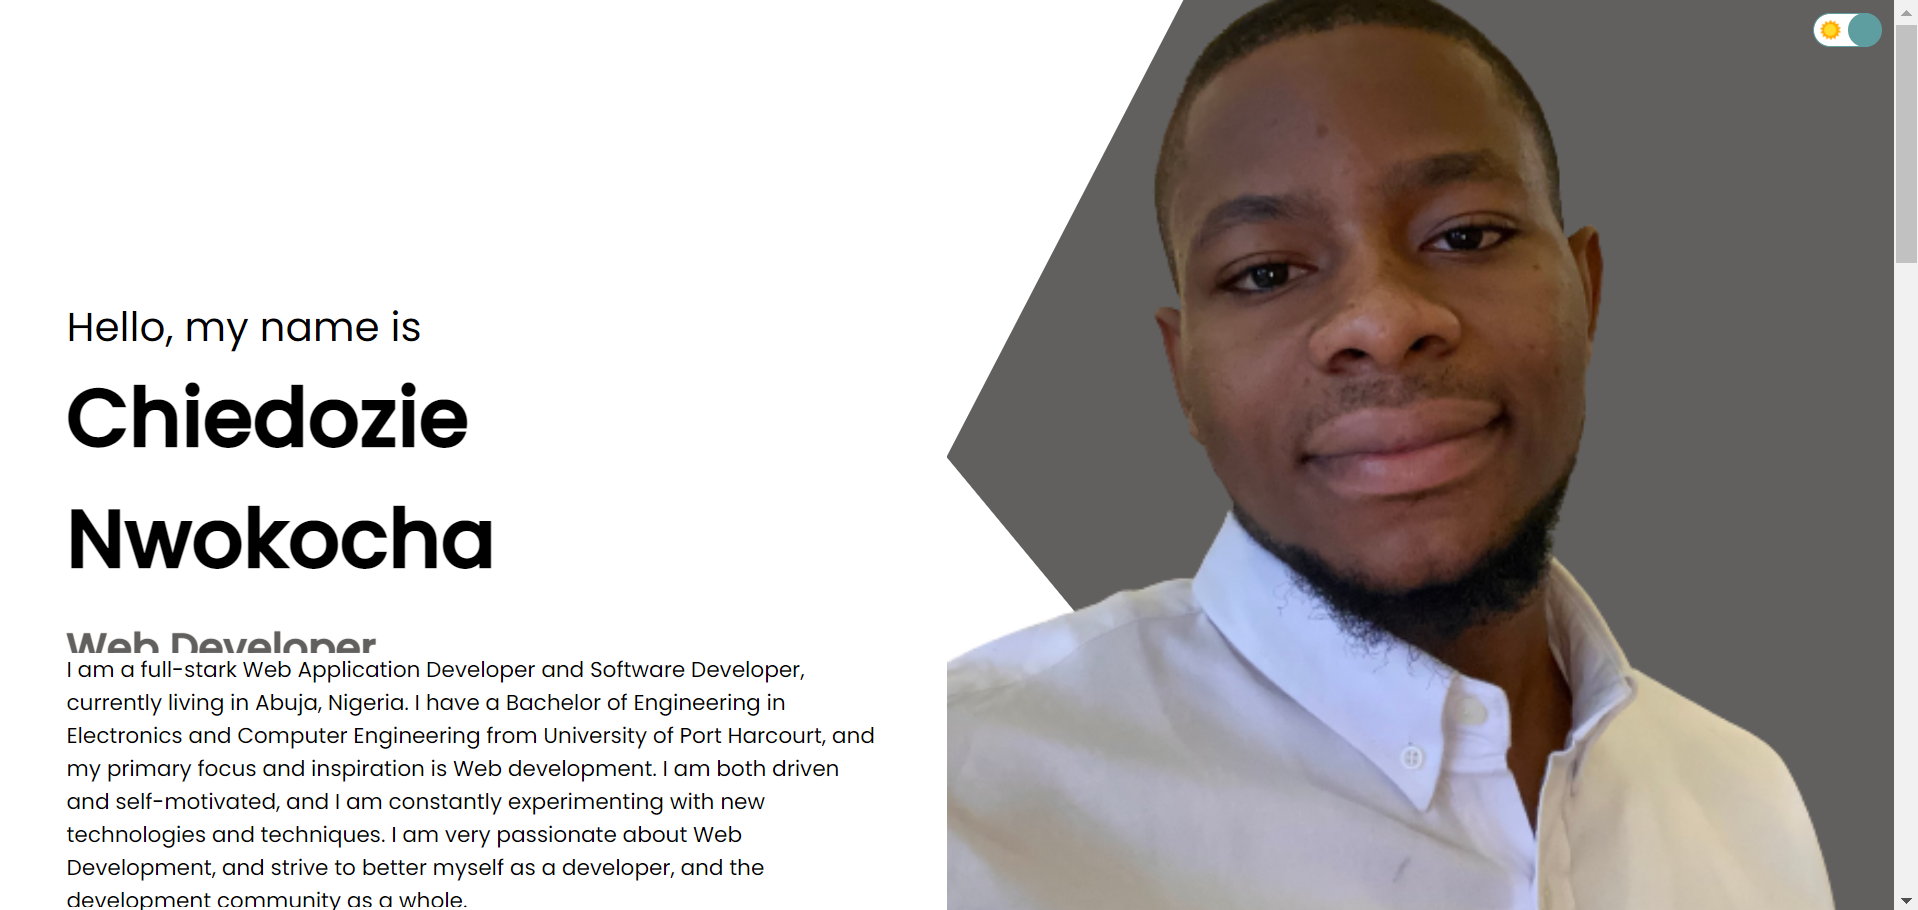 Hello, my name is
Chiedozie
Nwokocha
Web Developer
I am a full-stark Web Application Developer and Software Developer,
currently living in Abuja, Nigeria. I have a Bachelor of Engineering in
Electronics and Computer Engineering from University of Port Harcourt, and
my primary focus and inspiration is Web development. I am both driven
and self-motivated, and I am constantly experimenting with new
technologies and techniques. I am very passionate about Web
Development, and strive to better myself as a developer, and the
development community as a whole.